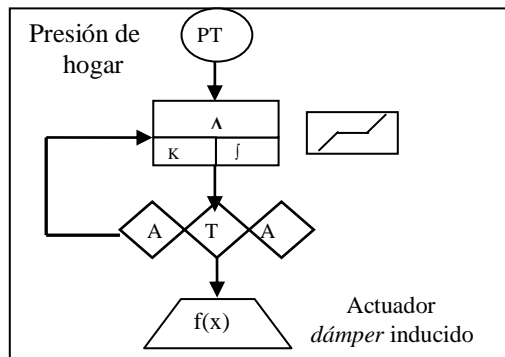 Presión de
hogar
PT
Λ
K ∫
A T A
f(x)
Actuador
dámper inducido